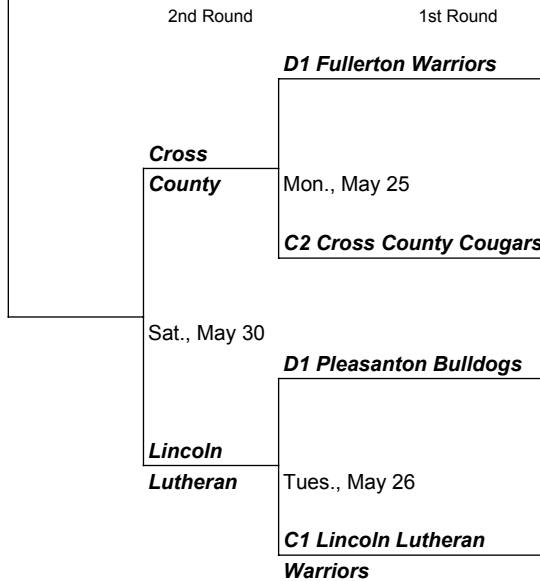 2nd Round 1st Round
D1 Fullerton Warriors
Cross
County
Mon., May 25
C2 Cross County Cougars
Sat., May 30
D1 Pleasanton Bulldogs
Lincoln
Lutheran
Tues., May 26
C1 Lincoln Lutheran
Warriors